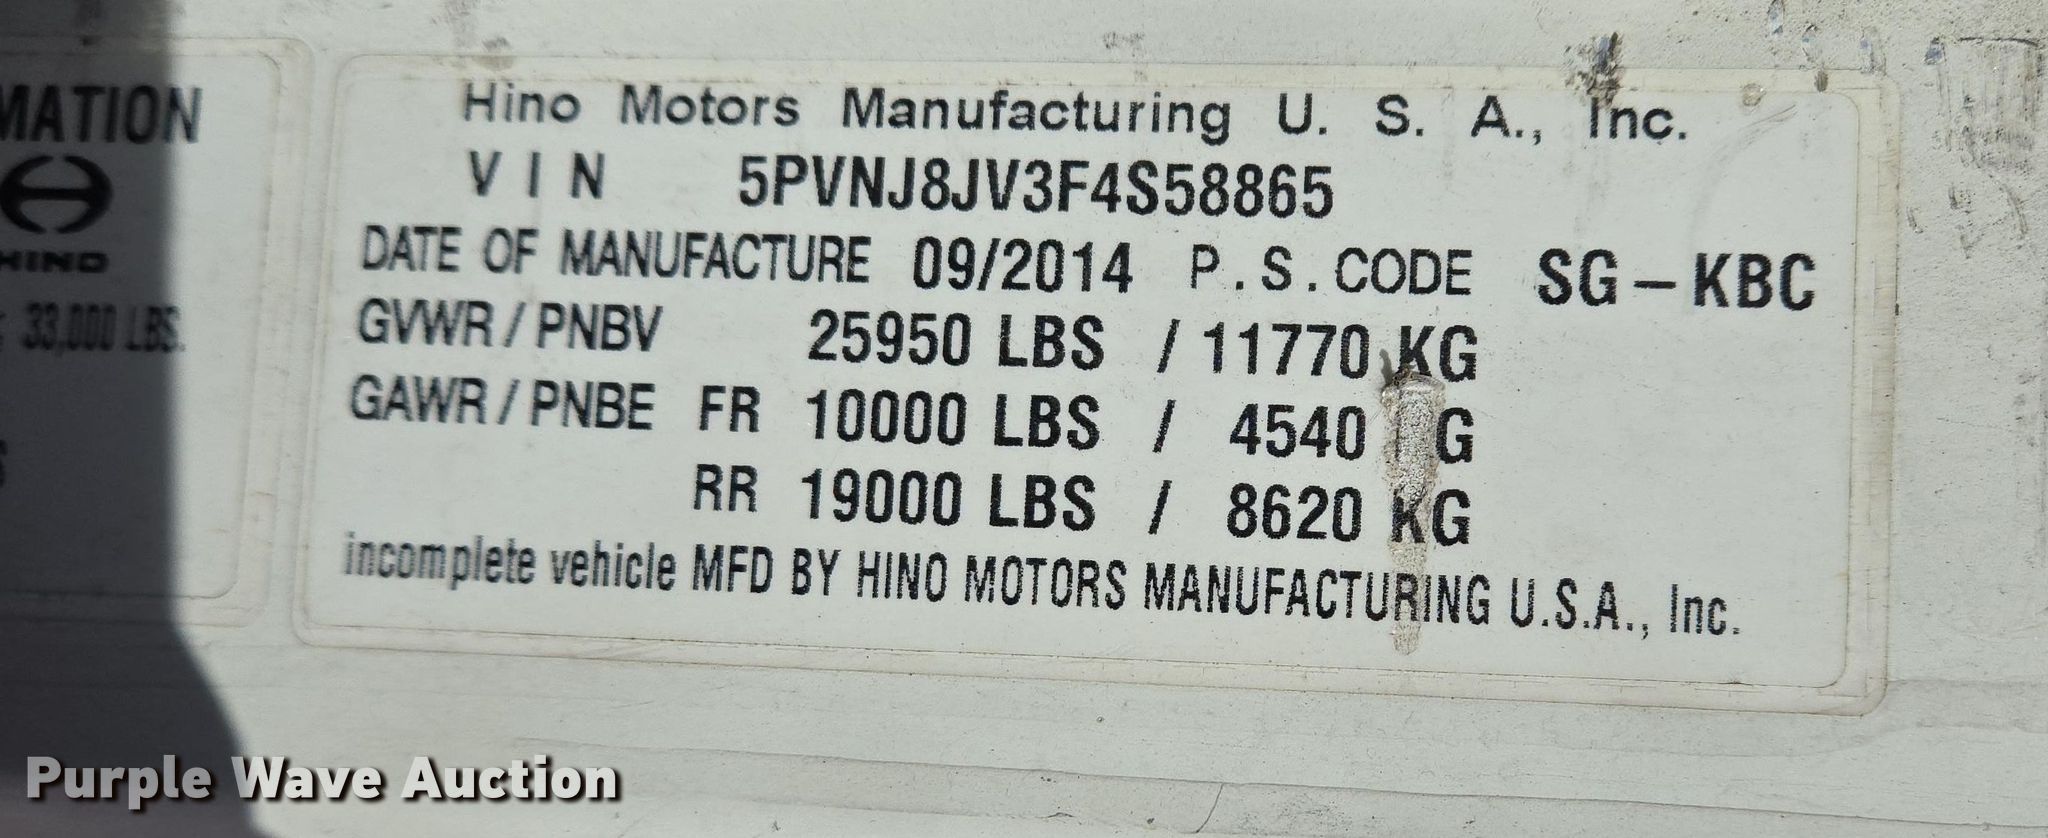 MATION
HINO
33,000 LBS.
S
Hino Motors Manufacturing U. S. A., Inc.
VIN 5PVNJ8JV3F4S58865
DATE OF MANUFACTURE 09/2014 P.S.CODE SG-KBC
GVWR/PNBV 25950 LBS / 11770 KG
GAWR/PNBE FR 10000 LBS / 4540 KG
RR 19000 LBS / 8620 KG
incomplete vehicle MFD BY HINO MOTORS MANUFACTURING U.S.A., Inc.
Purple Wave Auction